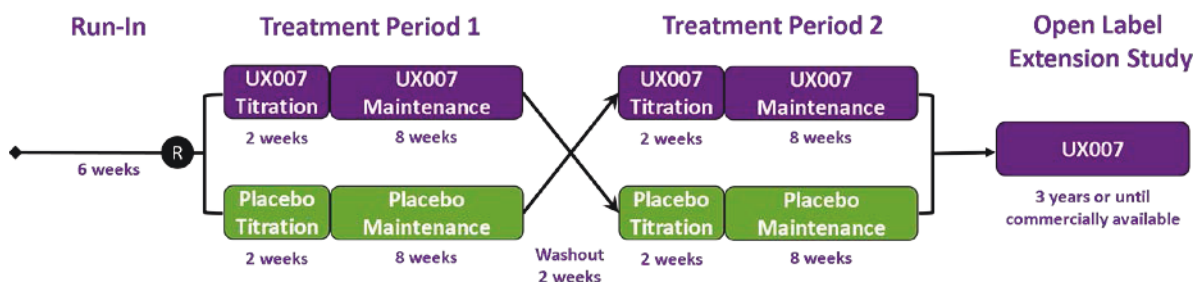 Run-In
Treatment Period 1
Treatment Period 2
Open Label
Extension Study
UX007
Titration
UX007
Maintenance
2 weeks
8 weeks
UX007
Titration
UX007
Maintenance
2 weeks
8 weeks
R
6 weeks
UX007
3 years or until
commercially available
Placebo
Titration
Placebo
Maintenance
2 weeks
8 weeks
Washout
2 weeks
Placebo
Titration
Placebo
Maintenance
2 weeks
8 weeks